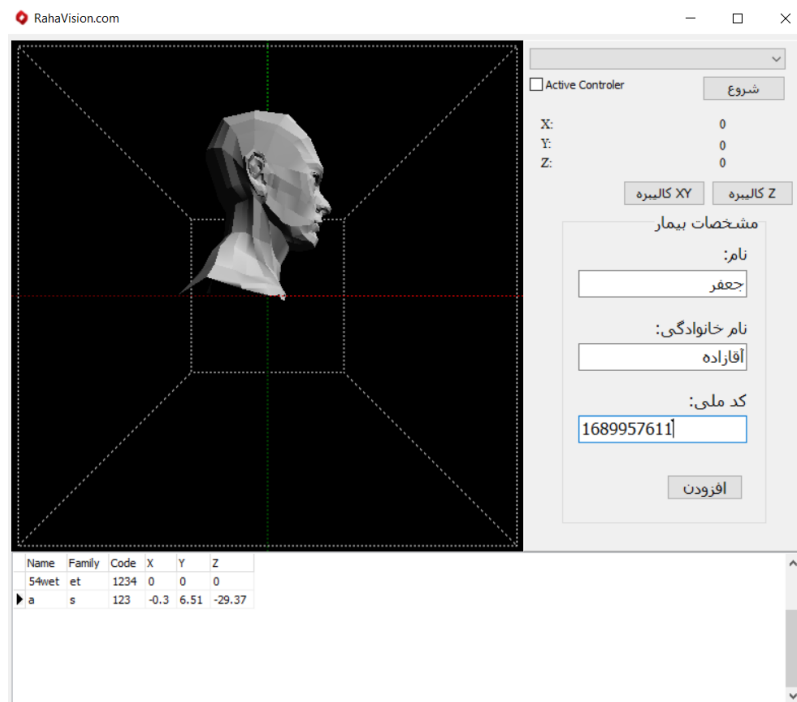 RahaVision.com
Active Controler
شروع
X: 0
Y: 0
Z: 0
کالیبره XY
کالیبره Z
مشخصات بیمار
نام:
جعفر
نام خانوادگی:
آقازاده
کد ملی:
1689957611
افزودن
Name Family Code X Y Z
54wet et 1234 0 0 0
a s 123 -0.3 6.51 -29.37